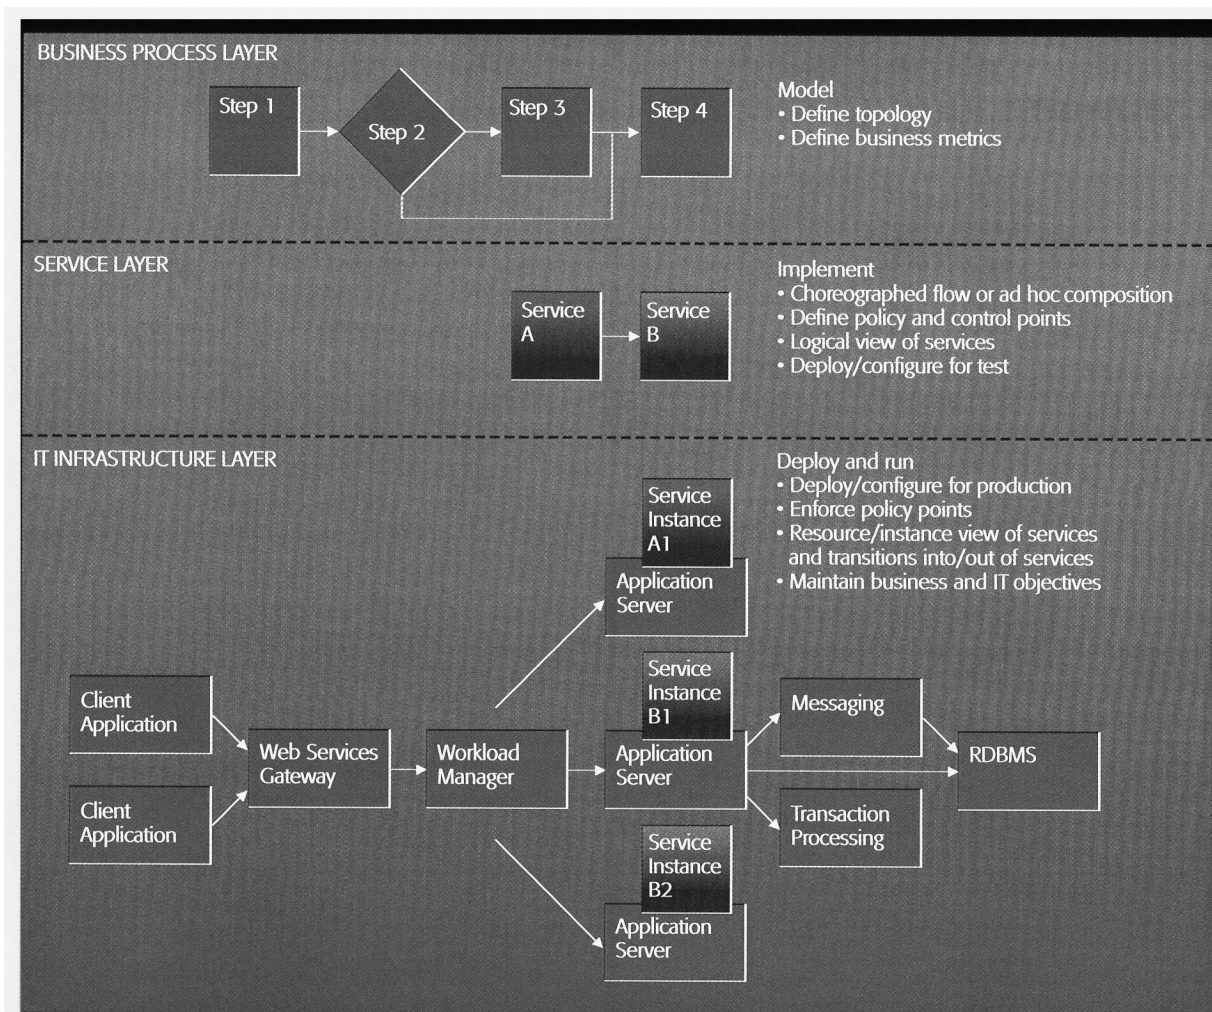 BUSINESS PROCESS LAYER
Step 1
Step 2
Step 3
Step 4
Model
• Define topology
• Define business metrics
SERVICE LAYER
Service
A
Service
B
Implement
• Choreographed flow or ad hoc composition
• Define policy and control points
• Logical view of services
• Deploy/configure for test
IT INFRASTRUCTURE LAYER
Deploy and run
• Deploy/configure for production
• Enforce policy points
• Resource/instance view of services
and transitions into/out of services
• Maintain business and IT objectives
Client
Application
Client
Application
Web Services
Gateway
Workload
Manager
Service
Instance
A1
Application
Server
Service
Instance
B1
Application
Server
Service
Instance
B2
Application
Server
Messaging
Transaction
Processing
RDBMS